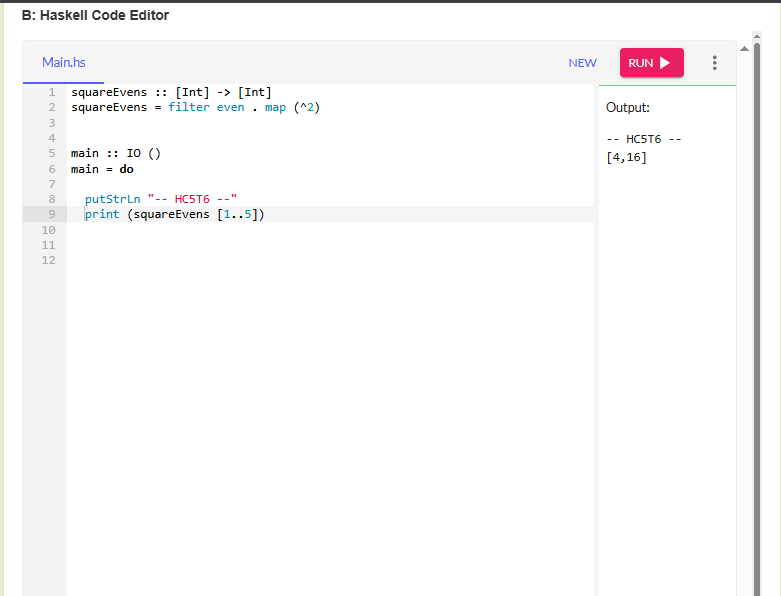 B: Haskell Code Editor
Main.hs
NEW
RUN
1 squareEvens :: [Int] -> [Int]
2 squareEvens = filter even . map (^2)
3
4
5 main :: IO ()
6 main = do
7
8   putStrLn "-- HC5T6 --"
9   print (squareEvens [1..5])
10
11
12
Output:
-- HC5T6 --
[4,16]